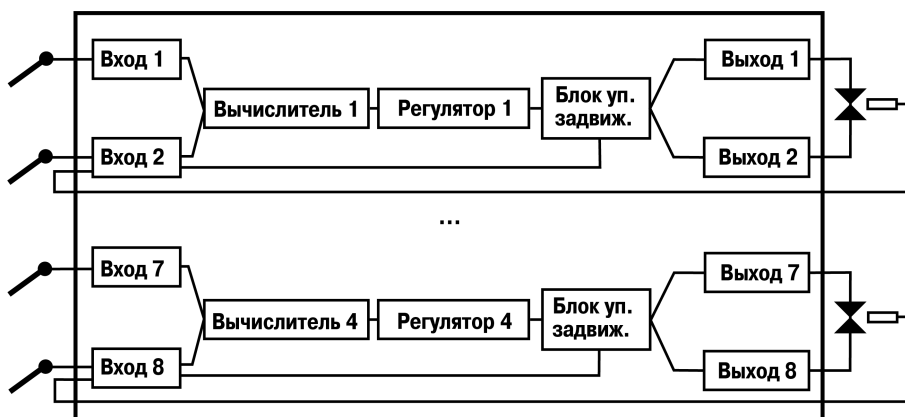 Вход 1
Выход 1
Вычислитель 1
Регулятор 1
Блок уп.
задвиж.
Вход 2
Выход 2
...
Вход 7
Выход 7
Вычислитель 4
Регулятор 4
Блок уп.
задвиж.
Вход 8
Выход 8